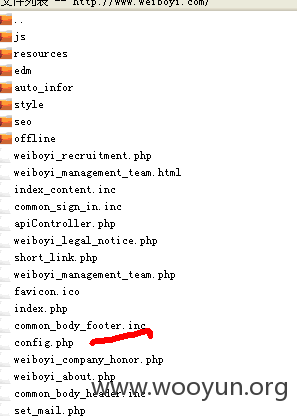 文件列表 -- http://www.weiboyi.com/
..
js
resources
edm
auto_infor
style
seo
offline
weiboyi_recruitment.php
weiboyi_management_team.html
index_content.inc
common_sign_in.inc
apiController.php
weiboyi_legal_notice.php
short_link.php
weiboyi_management_team.php
favicon.ico
index.php
common_body_footer.inc
config.php
weiboyi_company_honor.php
weiboyi_about.php
common_body_header.inc
set_mail.php
www.wooyun.org